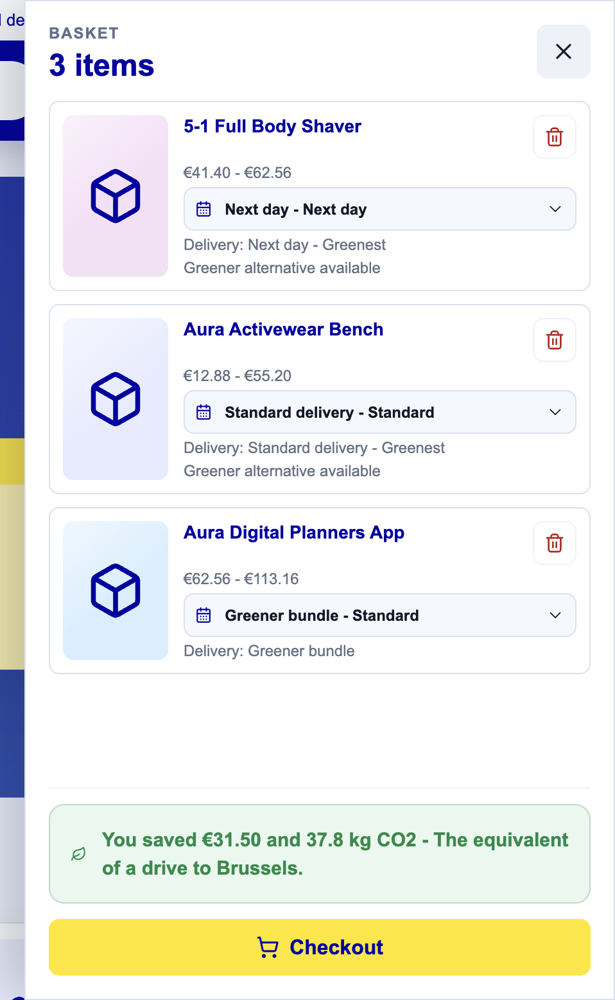 de
BASKET
3 items
5-1 Full Body Shaver
€41.40 - €62.56
Next day - Next day
Delivery: Next day - Greenest
Greener alternative available
Aura Activewear Bench
€12.88 - €55.20
Standard delivery - Standard
Delivery: Standard delivery - Greenest
Greener alternative available
Aura Digital Planners App
€62.56 - €113.16
Greener bundle - Standard
Delivery: Greener bundle
You saved €31.50 and 37.8 kg CO2 - The equivalent
of a drive to Brussels.
Checkout